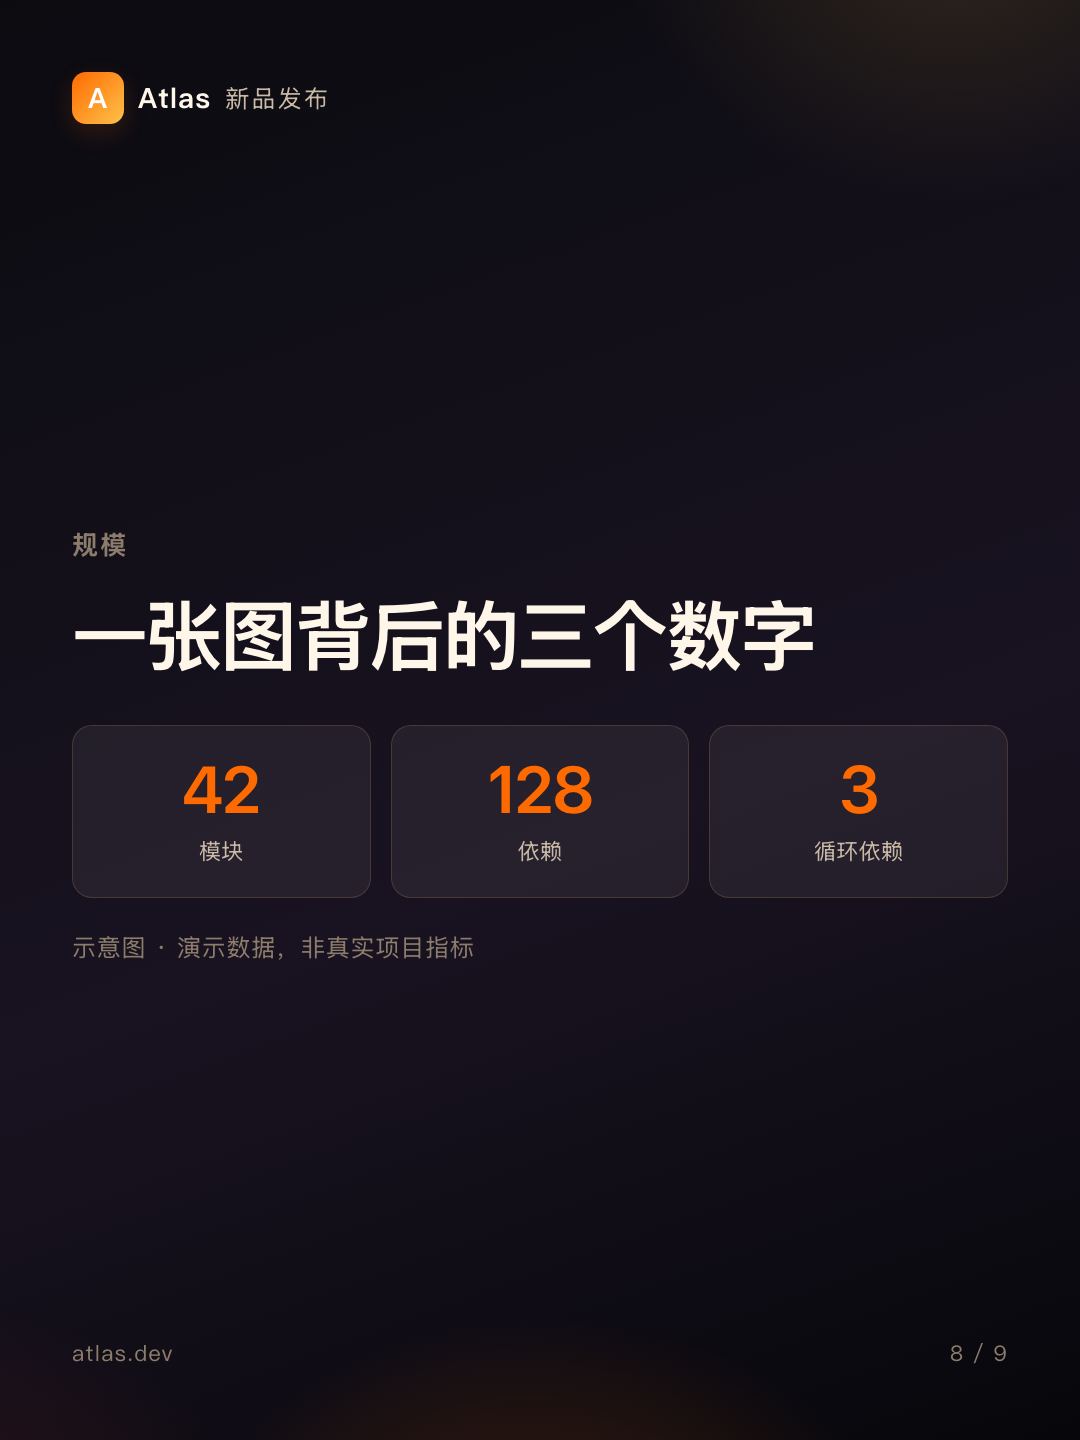 A Atlas 新品发布
规模
一张图背后的三个数字
42 128 3
模块 依赖 循环依赖
示意图 · 演示数据，非真实项目指标
atlas.dev 8 / 9